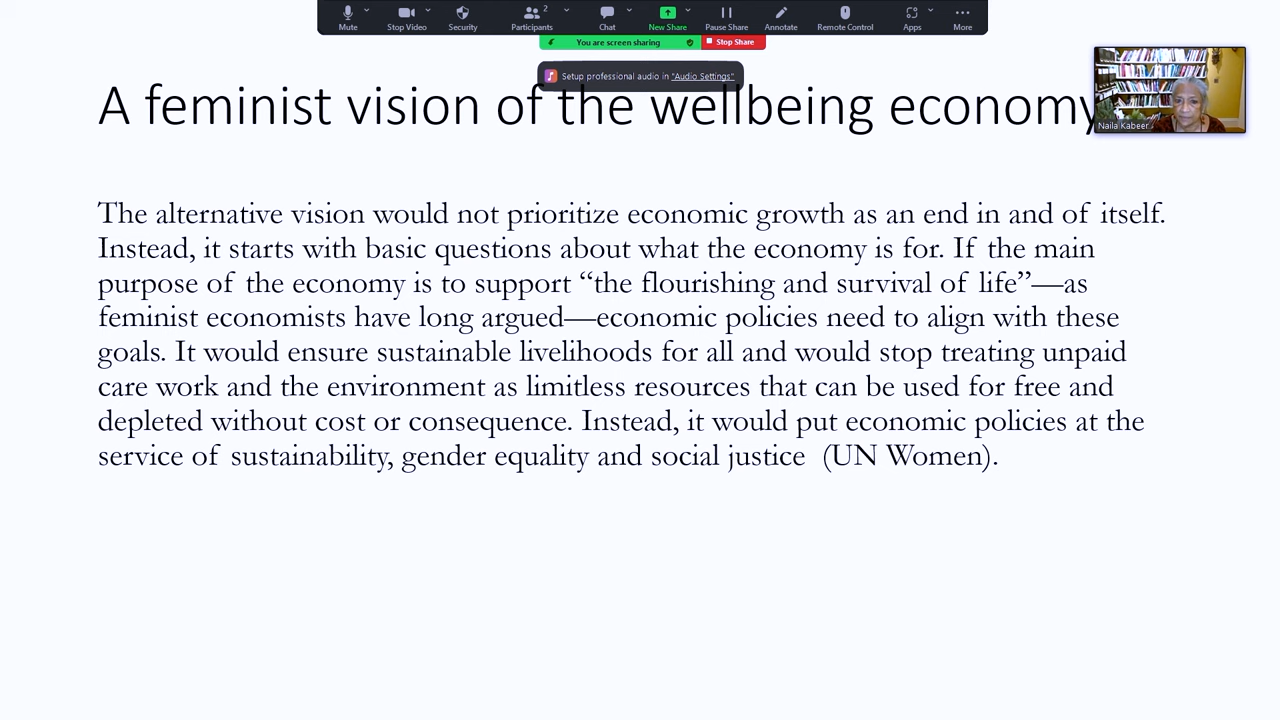 2
Mute
Stop Video
Security
Participants
Chat
New Share
Pause Share
Annotate
Remote Control
Apps
More
You are screen sharing
Stop Share
Setup professional audio in "Audio Settings"
A feminist vision of the wellbeing economy
Naila Kabeer
The alternative vision would not prioritize economic growth as an end in and of itself.
Instead, it starts with basic questions about what the economy is for. If the main
purpose of the economy is to support “the flourishing and survival of life”—as
feminist economists have long argued—economic policies need to align with these
goals. It would ensure sustainable livelihoods for all and would stop treating unpaid
care work and the environment as limitless resources that can be used for free and
depleted without cost or consequence. Instead, it would put economic policies at the
service of sustainability, gender equality and social justice (UN Women).